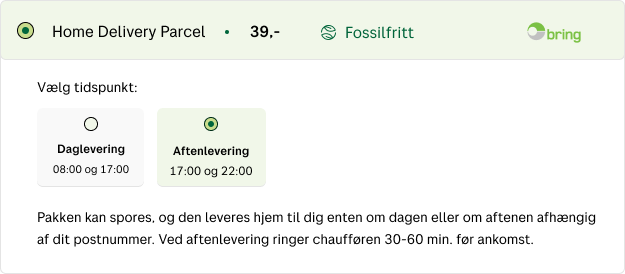 Home Delivery Parcel • 39,- Fossilfritt bring
Vælg tidspunkt:
Daglevering Aftenlevering
08:00 og 17:00 17:00 og 22:00
Pakken kan spores, og den leveres hjem til dig enten om dagen eller om aftenen afhængig
af dit postnummer. Ved aftenlevering ringer chaufføren 30-60 min. før ankomst.